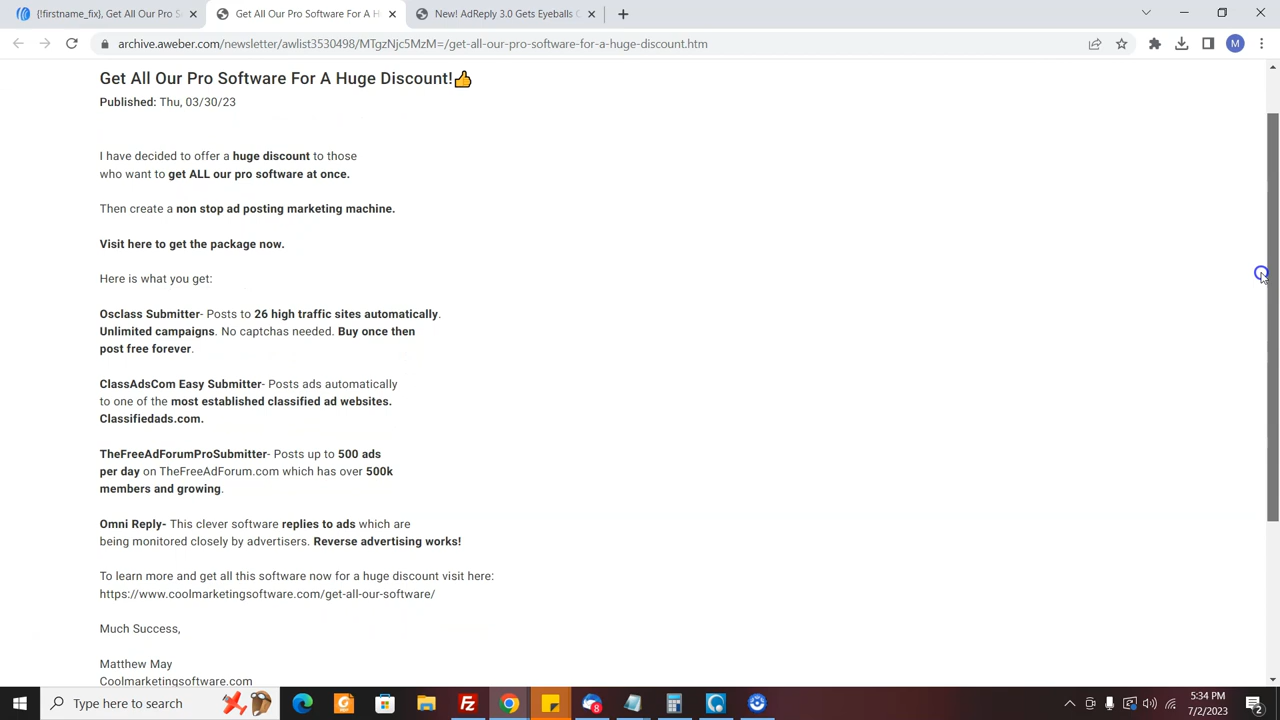 {!firstname_fix}, Get All Our Pro S
Get All Our Pro Software For A H
New! AdReply 3.0 Gets Eyeballs
archive.aweber.com/newsletter/awlist3530498/MTgzNjc5MzM=/get-all-our-pro-software-for-a-huge-discount.htm
M
Get All Our Pro Software For A Huge Discount!👍
Published: Thu, 03/30/23
I have decided to offer a huge discount to those
who want to get ALL our pro software at once.
Then create a non stop ad posting marketing machine.
Visit here to get the package now.
Here is what you get:
Osclass Submitter- Posts to 26 high traffic sites automatically.
Unlimited campaigns. No captchas needed. Buy once then
post free forever.
ClassAdsCom Easy Submitter- Posts ads automatically
to one of the most established classified ad websites.
Classifiedads.com.
TheFreeAdForumProSubmitter- Posts up to 500 ads
per day on TheFreeAdForum.com which has over 500k
members and growing.
Omni Reply- This clever software replies to ads which are
being monitored closely by advertisers. Reverse advertising works!
To learn more and get all this software now for a huge discount visit here:
https://www.coolmarketingsoftware.com/get-all-our-software/
Much Success,
Matthew May
Coolmarketingsoftware.com
Type here to search
Fz
8
5:34 PM
7/2/2023
2